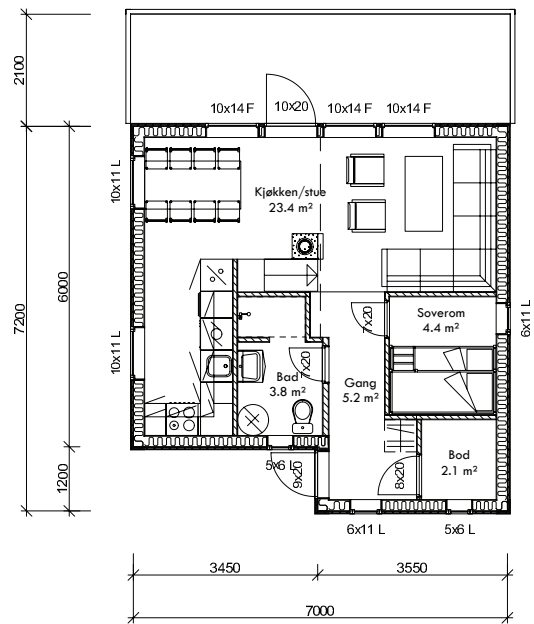 2100
10x14 F
10x20
10x14 F
10x14 F
10x11 L
Kjøkken/stue
23.4 m²
7200
6000
Soverom
4.4 m²
7x20
6x11 L
10x11 L
7x20
Bad
3.8 m²
Gang
5.2 m²
Bod
2.1 m²
5x6 L
9x20
8x20
1200
6x11 L
5x6 L
3450
3550
7000